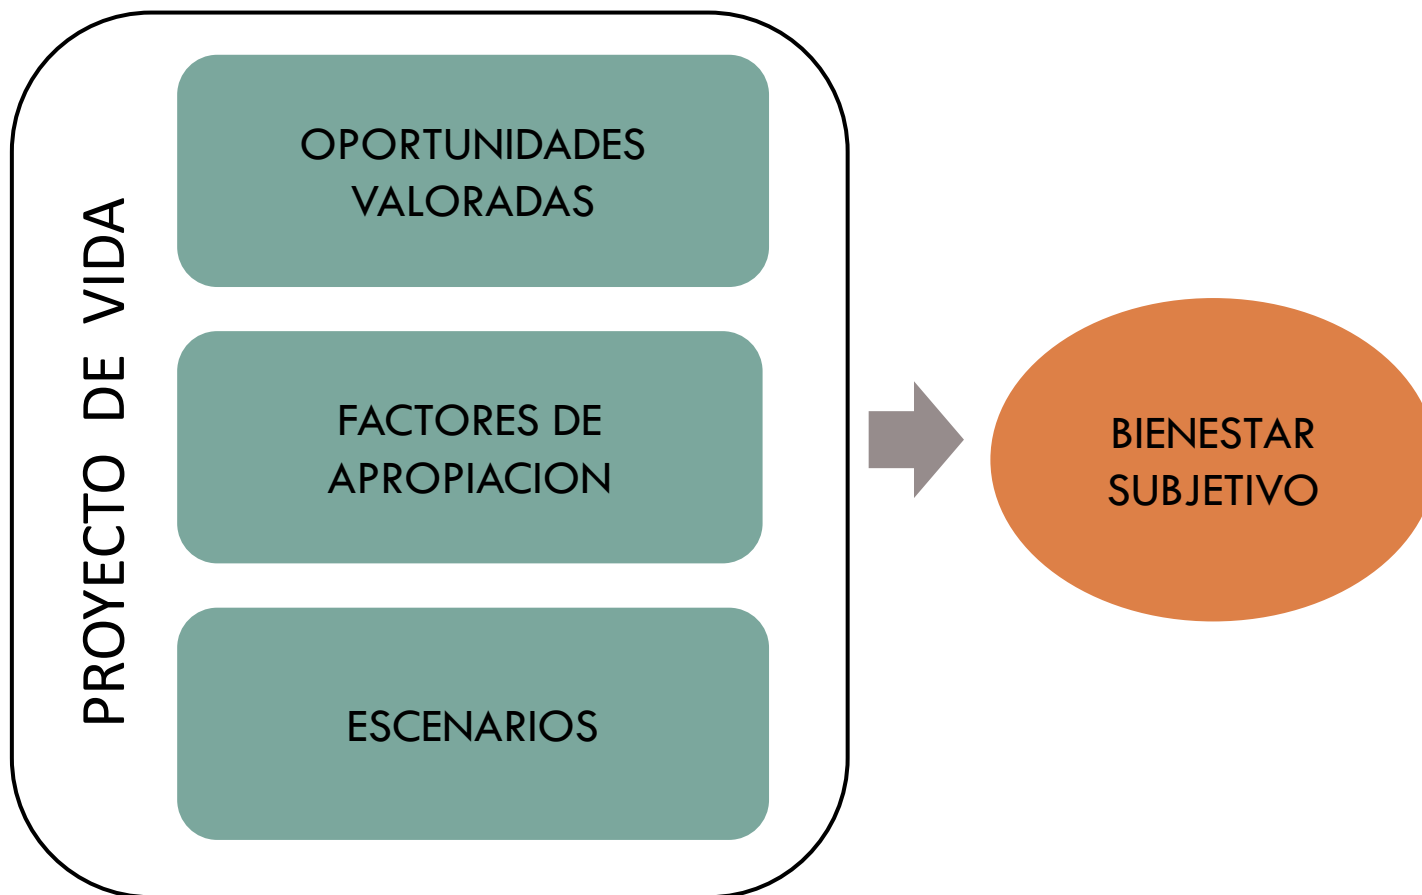 PROYECTO DE VIDA
OPORTUNIDADES
VALORADAS
FACTORES DE
APROPIACION
ESCENARIOS
BIENESTAR
SUBJETIVO